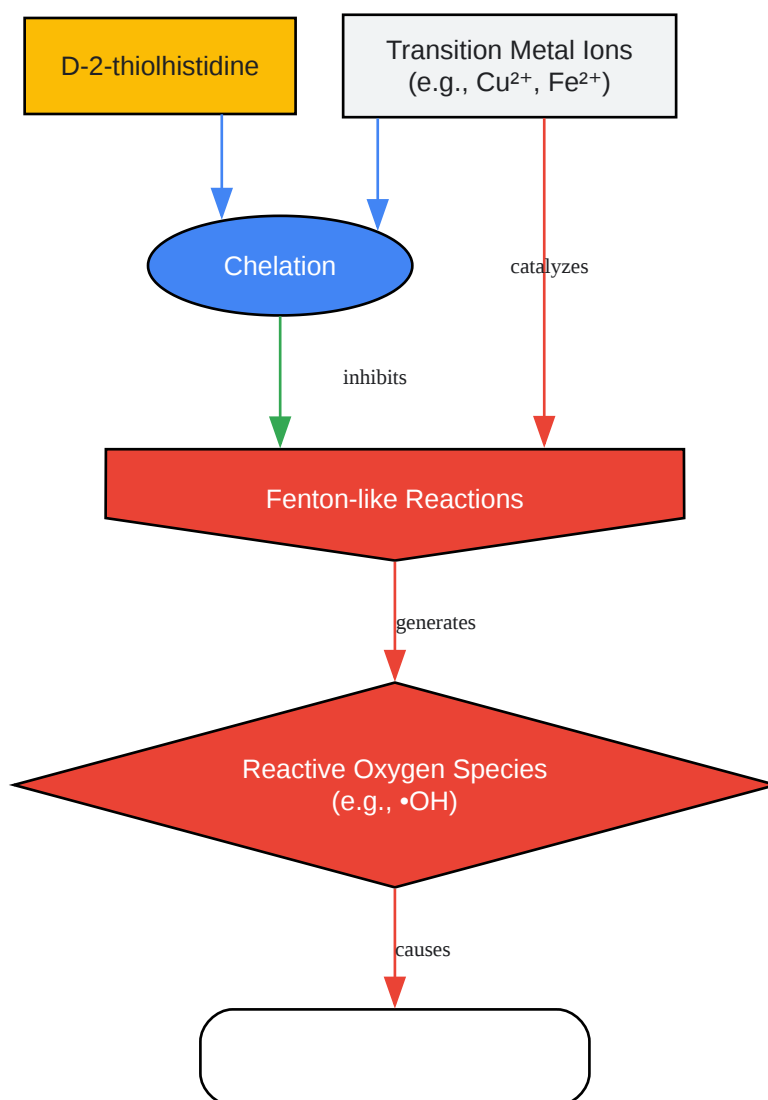 D-2-thiolhistidine
Transition Metal Ions
(e.g., Cu²⁺, Fe²⁺)
Chelation
catalyzes
inhibits
Fenton-like Reactions
generates
Reactive Oxygen Species
(e.g., •OH)
causes